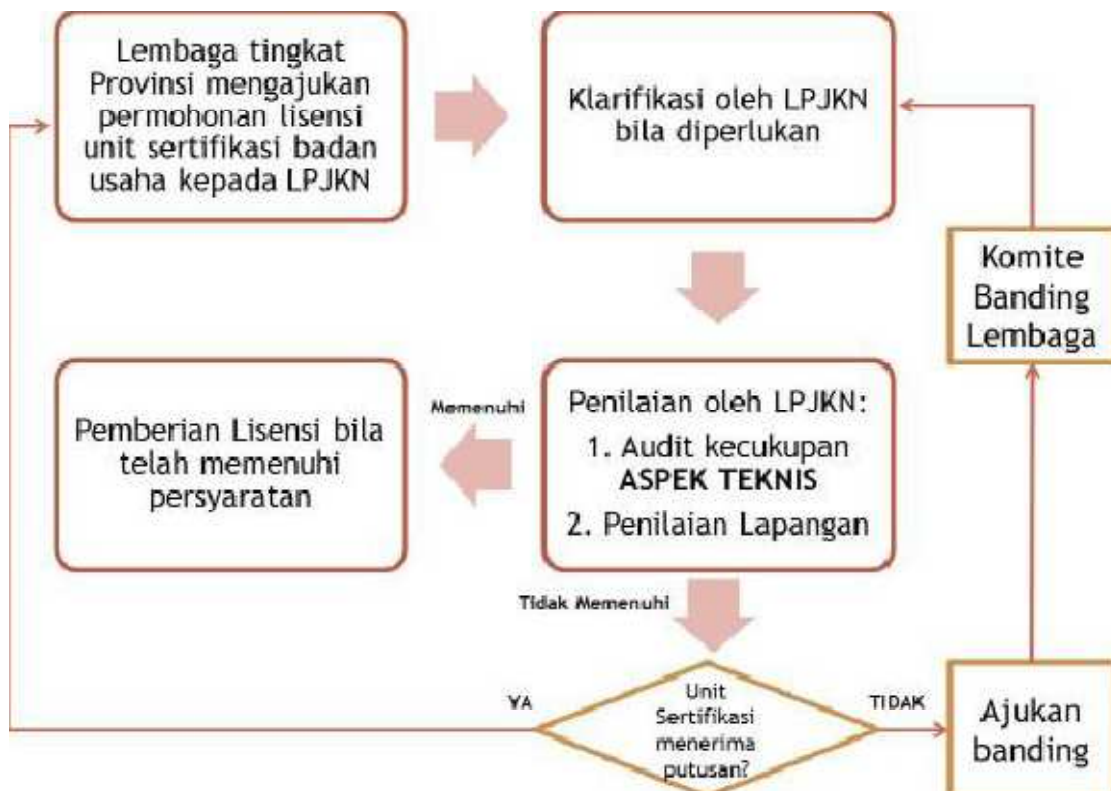 Lembaga tingkat
Provinsi mengajukan
permohonan lisensi
unit sertifikasi badan
usaha kepada LPJKN
Klarifikasi oleh LPJKN
bila diperlukan
Komite
Banding
Lembaga
Pemberian Lisensi bila
telah memenuhi
persyaratan
Memenuhi
Penilaian oleh LPJKN:
1. Audit kecukupan
ASPEK TEKNIS
2. Penilaian Lapangan
Tidak Memenuhi
YA
Unit
Sertifikasi
menerima
putusan?
TIDAK
Ajukan
banding